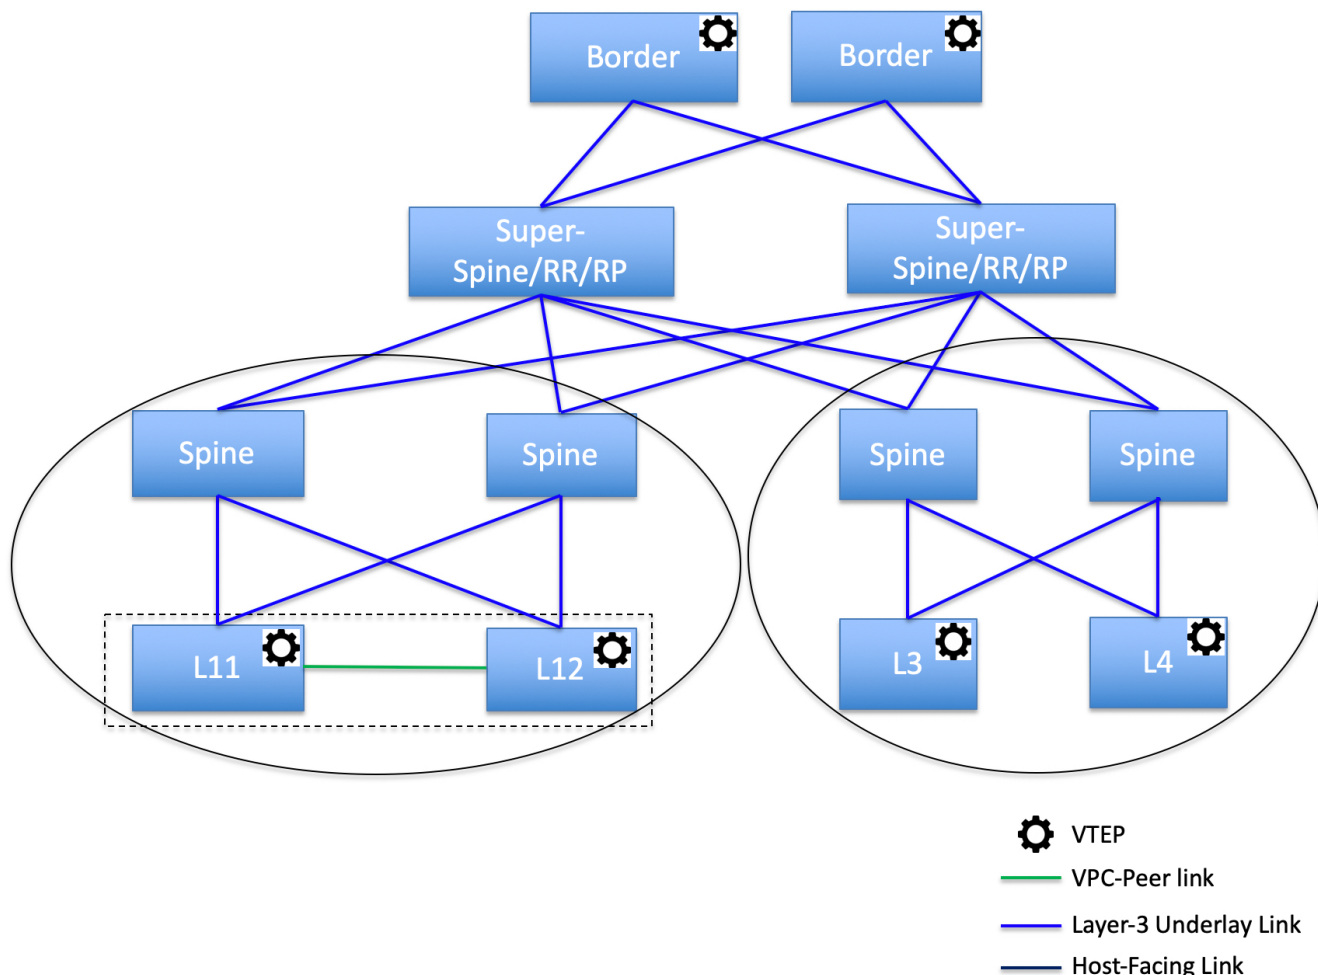 Border
Border
Super-
Spine/RR/RP
Super-
Spine/RR/RP
Spine
Spine
Spine
Spine
L11
L12
L3
L4
VTEP
VPC-Peer link
Layer-3 Underlay Link
Host-Facing Link